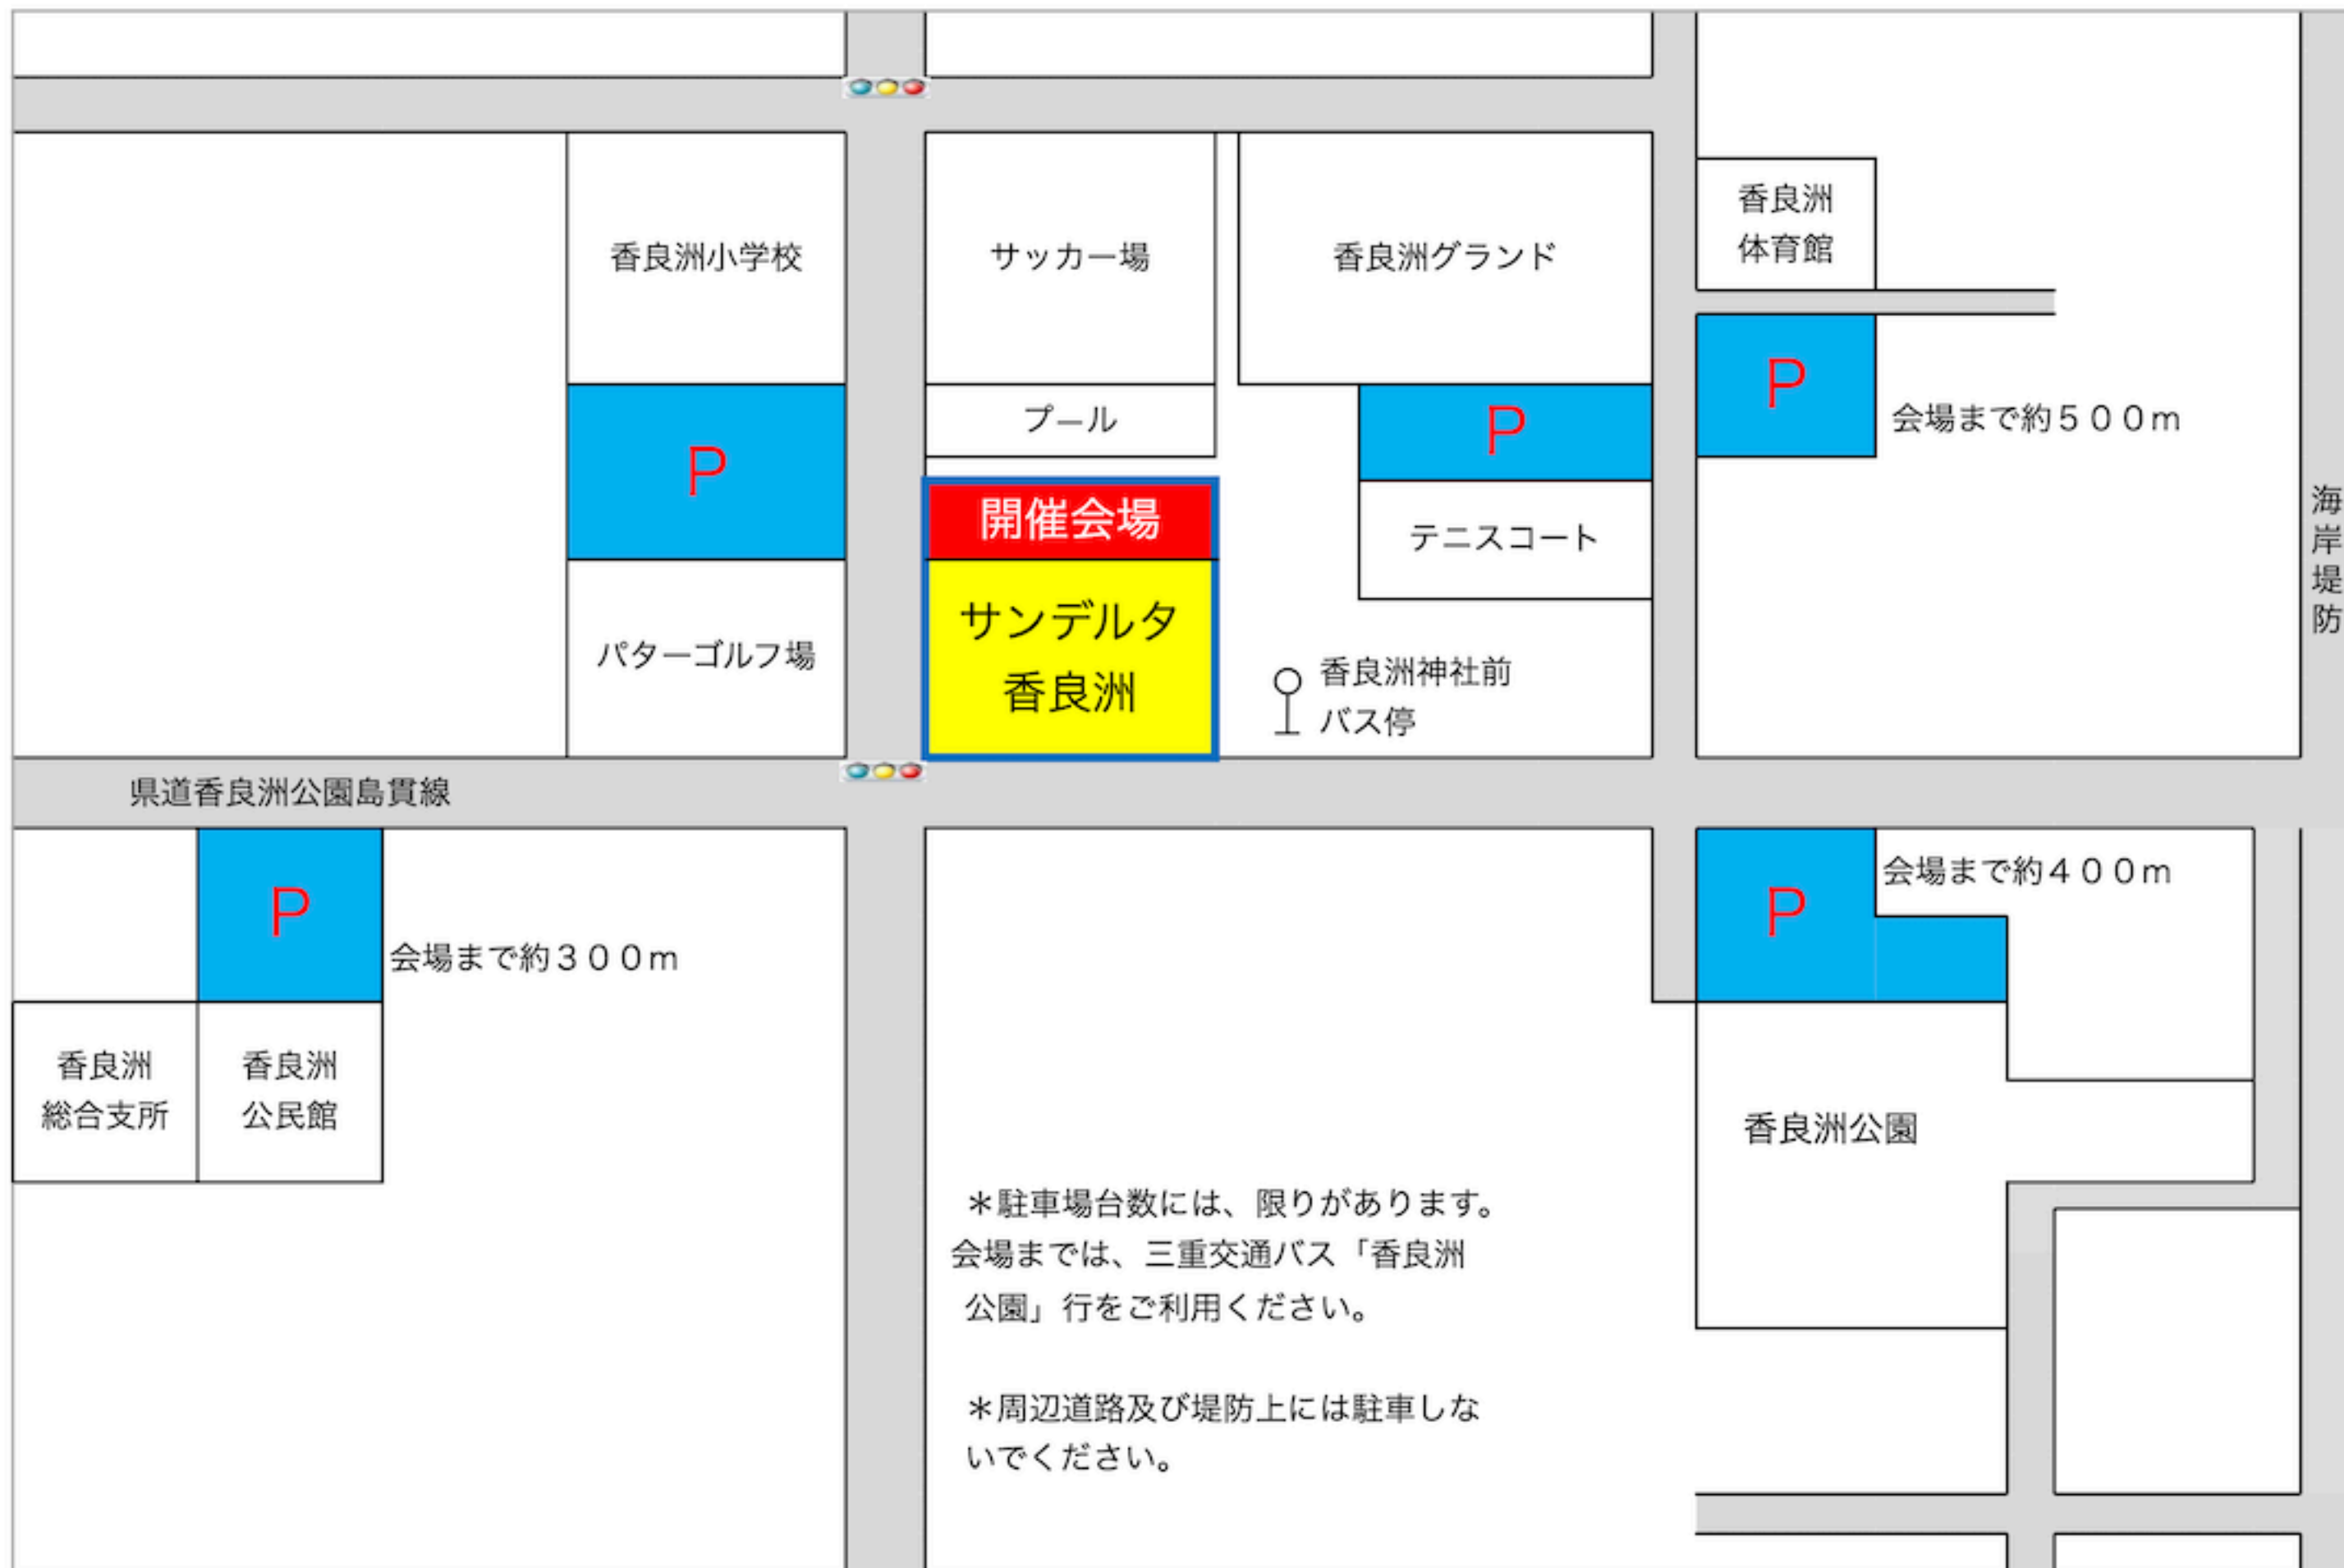 香良洲小学校
サッカー場
香良洲グランド
香良洲
体育館
P
プール
P
P
会場まで約５００m
開催会場
サンデルタ
香良洲
テニスコート
海岸堤防
パターゴルフ場
香良洲神社前
バス停
県道香良洲公園島貫線
P
会場まで約３００m
P
会場まで約４００m
香良洲
総合支所
香良洲
公民館
香良洲公園
＊駐車場台数には、限りがあります。
会場までは、三重交通バス「香良洲
公園」行をご利用ください。
＊周辺道路及び堤防上には駐車しな
いでください。